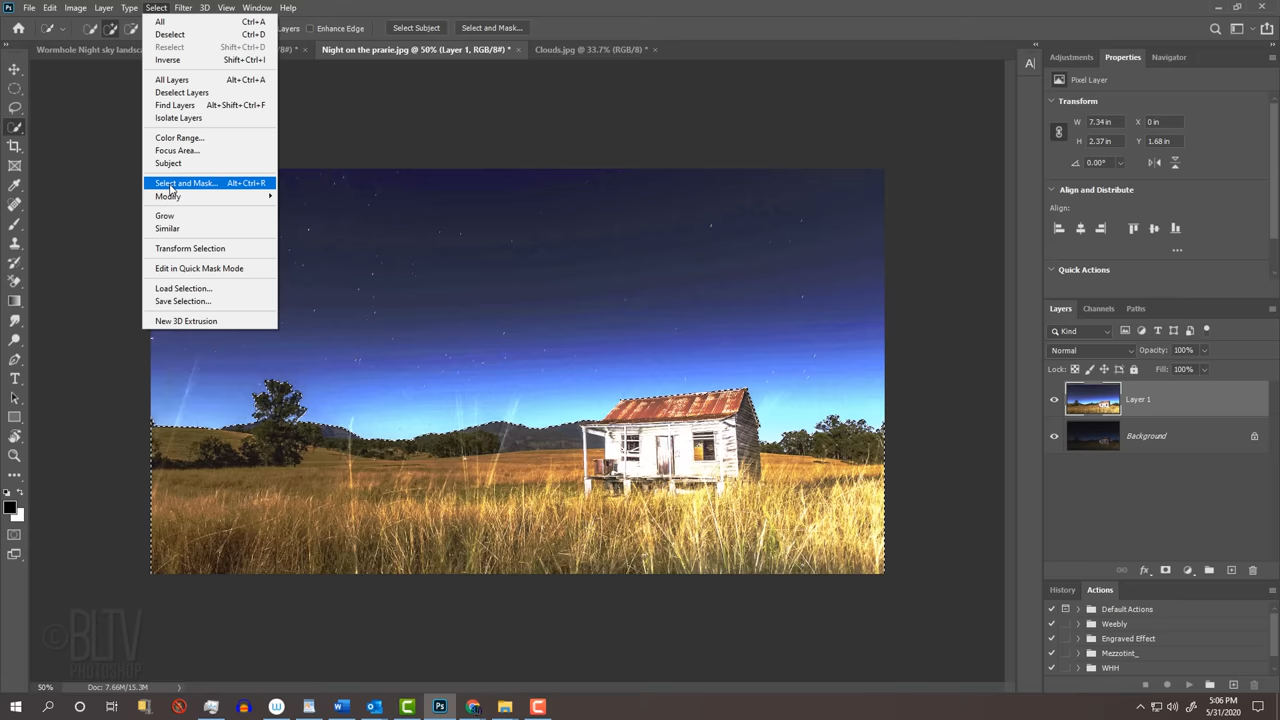 File Edit Image Layer Type Select Filter 3D View Window Help
Layers Enhance Edge Select Subject Select and Mask...
Wormhole Night sky landsca
/8#) * × Night on the prarie.jpg @ 50% (Layer 1, RGB/8#) * × Clouds.jpg @ 33.7% (RGB/8) * ×
All Ctrl+A
Deselect Ctrl+D
Reselect Shift+Ctrl+D
Inverse Shift+Ctrl+I
All Layers Alt+Ctrl+A
Deselect Layers
Find Layers Alt+Shift+Ctrl+F
Isolate Layers
Color Range...
Focus Area...
Subject
Select and Mask... Alt+Ctrl+R
Modify
Grow
Similar
Transform Selection
Edit in Quick Mask Mode
Load Selection...
Save Selection...
New 3D Extrusion
Adjustments Properties Navigator
Pixel Layer
Transform
W 7.34 in X 0 in
H 2.37 in Y 1.68 in
0.00°
Align and Distribute
Align:
Quick Actions
Layers Channels Paths
Kind
Normal Opacity: 100%
Lock: Fill: 100%
Layer 1
Background
History Actions
Default Actions
Weebly
Engraved Effect
Mezzotint_
WHH
©BLTV
PHOTOSHOP
50% Doc: 7.66M/15.3M
5:06 PM
5/31/2020